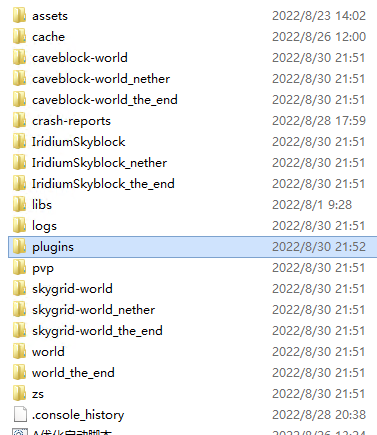 assets 2022/8/23 14:02
cache 2022/8/26 12:00
caveblock-world 2022/8/30 21:51
caveblock-world_nether 2022/8/30 21:51
caveblock-world_the_end 2022/8/30 21:51
crash-reports 2022/8/28 17:59
IridiumSkyblock 2022/8/30 21:51
IridiumSkyblock_nether 2022/8/30 21:51
IridiumSkyblock_the_end 2022/8/30 21:51
libs 2022/8/1 9:28
logs 2022/8/30 21:51
plugins 2022/8/30 21:52
pvp 2022/8/30 21:51
skygrid-world 2022/8/30 21:51
skygrid-world_nether 2022/8/30 21:51
skygrid-world_the_end 2022/8/30 21:51
world 2022/8/30 21:51
world_the_end 2022/8/30 21:51
zs 2022/8/30 21:51
.console_history 2022/8/28 20:38